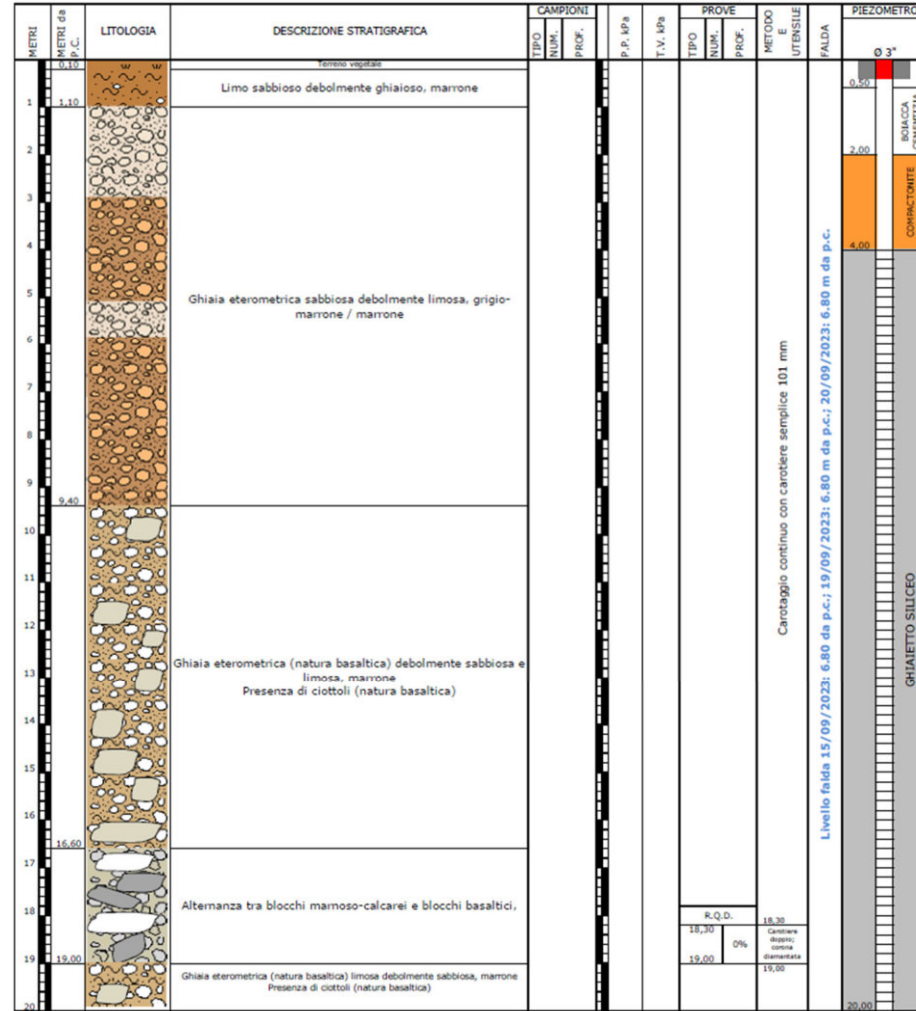 METRI
METRI da P.C.
LITOLOGIA
DESCRIZIONE STRATIGRAFICA
CAMPIONI
TIPO
NUM.
PROF.
P.P. kPa
T.V. kPa
PROVE
TIPO
NUM.
PROF.
METODO E UTENSILE
FALDA
PIEZOMETRO
Ø 3"
0,10
Terreno vegetale
Limo sabbioso debolmente ghiaioso, marrone
0,50
1
1,10
BOIACCA
CEMENTIZIA
2
2,00
3
COMPACTONITE
4
4,00
5
Ghiaia eterometrica sabbiosa debolmente limosa, grigio-
marrone / marrone
6
7
8
9
9,40
10
11
12
Carotaggio continuo con carotiere semplice 101 mm
Livello falda 15/09/2023: 6.80 da p.c.; 19/09/2023: 6.80 m da p.c.; 20/09/2023: 6.80 m da p.c.
GHIAIETTO SILICEO
13
Ghiaia eterometrica (natura basaltica) debolmente sabbiosa e
limosa, marrone
Presenza di ciottoli (natura basaltica)
14
15
16
16,60
17
18
Alternanza tra blocchi marnoso-calcarei e blocchi basaltici,
R.Q.D.
18,30
18,30
0%
Carotiere
doppio;
corona
diamantata
19
19,00
19,00
19,00
Ghiaia eterometrica (natura basaltica) limosa debolmente sabbiosa, marrone
Presenza di ciottoli (natura basaltica)
20
20,00